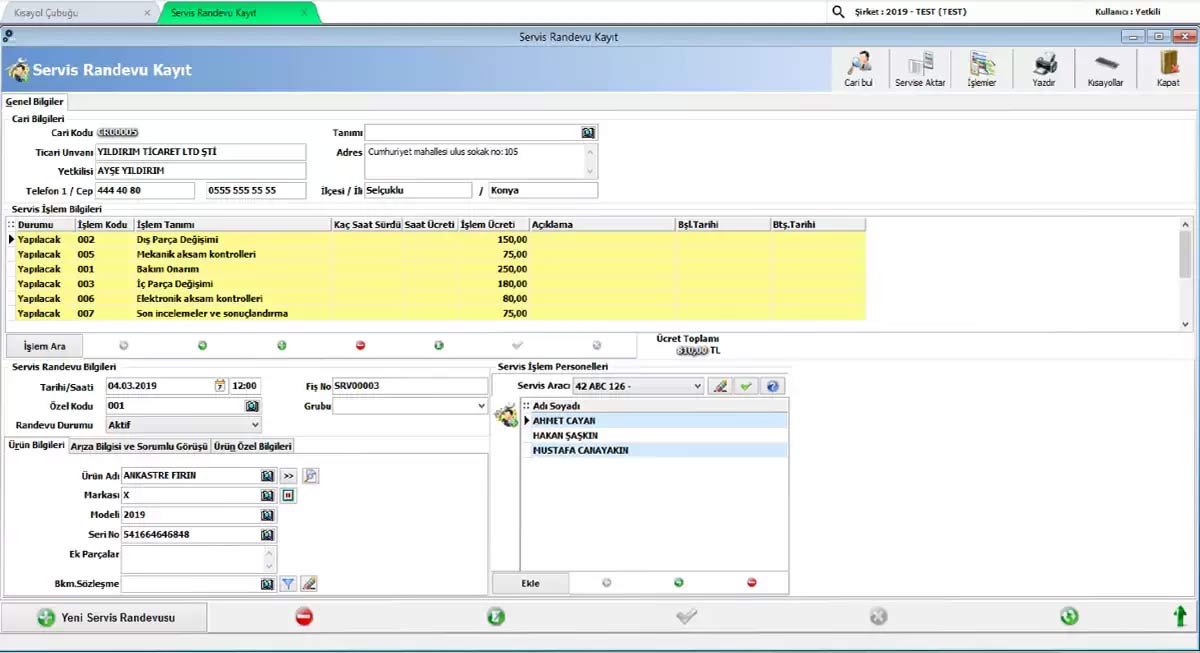 Kısayol Çubuğu
Servis Randevu Kayıt
Şirket : 2019 - TEST (TEST)
Kullanıcı : Yetkili
Servis Randevu Kayıt
Servis Randevu Kayıt
Cari bul
Servise Aktar
İşlemler
Yazdır
Kısayollar
Kapat
Genel Bilgiler
Cari Bilgileri
Cari Kodu CR00005
Tanımı
Ticari Unvanı YILDIRIM TİCARET LTD ŞTİ
Adres Cumhuriyet mahallesi ulus sokak no: 105
Yetkilisi AYŞE YILDIRIM
Telefon 1 / Cep 444 40 80 0555 555 55 55
İlçesi / İli Selçuklu / Konya
Servis İşlem Bilgileri
Durumu İşlem Kodu İşlem Tanımı Kaç Saat Sürdü Saat Ücreti İşlem Ücreti Açıklama Bşl.Tarihi Btş.Tarihi
Yapılacak 002 Dış Parça Değişimi 150,00
Yapılacak 005 Mekanik aksam kontrolleri 75,00
Yapılacak 001 Bakım Onarım 250,00
Yapılacak 003 İç Parça Değişimi 180,00
Yapılacak 006 Elektronik aksam kontrolleri 80,00
Yapılacak 007 Son incelemeler ve sonuçlandırma 75,00
İşlem Ara
Ücret Toplamı
810,00 TL
Servis Randevu Bilgileri
Tarihi/Saati 04.03.2019 12:00
Fiş No SRV00003
Özel Kodu 001
Grubu
Randevu Durumu Aktif
Servis İşlem Personelleri
Servis Aracı 42 ABC 126 -
Adı Soyadı
AHMET CAYAN
HAKAN ŞAŞKIN
MUSTAFA CANAYAKIN
Ürün Bilgileri
Arıza Bilgisi ve Sorumlu Görüşü
Ürün Özel Bilgileri
Ürün Adı ANKASTRE FIRIN >>
Markası X
Modeli 2019
Seri No 541664646848
Ek Parçalar
Bkm.Sözleşme
Ekle
Yeni Servis Randevusu